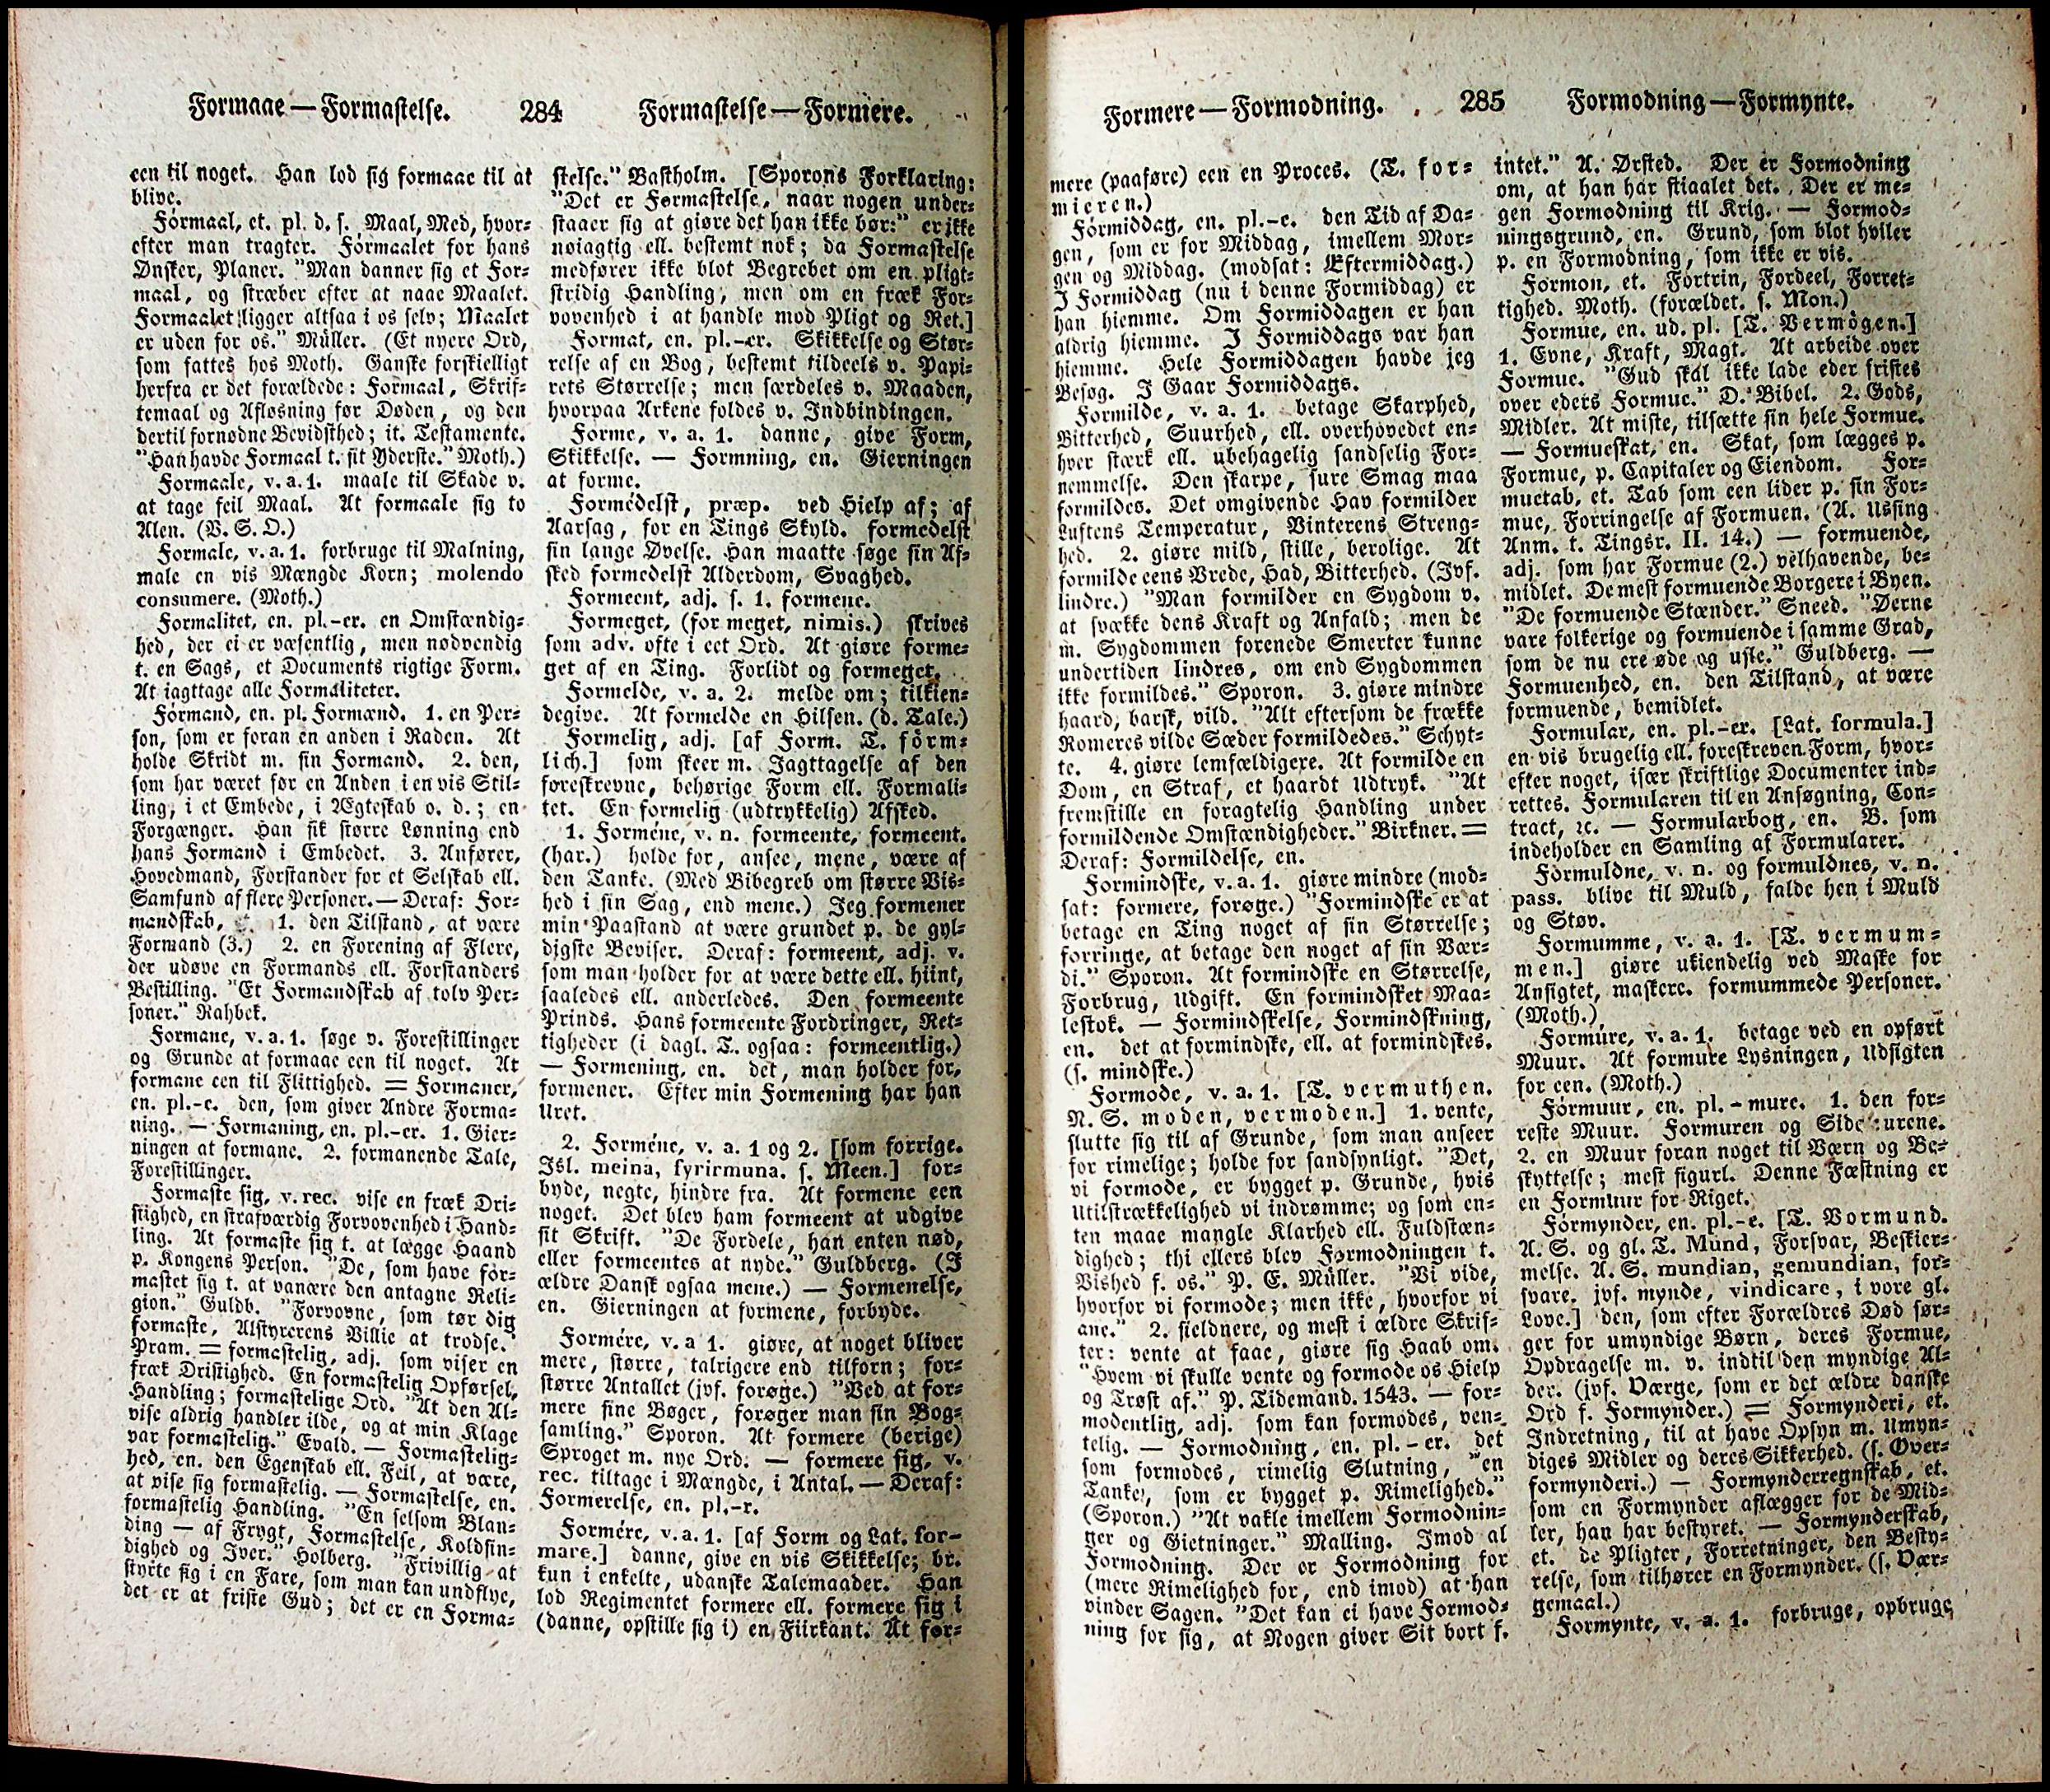 Formaae — Formastelse. 284 Formastelse — Formere.
een til noget. Han lod sig formaae til at
blive.
Fórmaal, et. pl. d. s. Maal, Med, hvor-
efter man tragter. Fórmaalet for hans
Ønsker, Planer. "Man danner sig et For-
maal, og stræber efter at naae Maalet.
Formaalet ligger altsaa i os selv; Maalet
er uden for os." Müller. (Et nyere Ord,
som fattes hos Moth. Ganske forskielligt
herfra er det forældede: Formaal, Skrif-
temaal og Afløsning før Døden, og den
dertil fornødne Bevidsthed; it. Testamente.
"Han havde Formaal t. sit Yderste." Moth.)
Formaale, v. a. 1. maale til Skade v.
at tage feil Maal. At formaale sig to
Alen. (V. S. O.)
Formale, v. a. 1. forbruge til Malning,
male en vis Mængde Korn; molendo
consumere. (Moth.)
Formalitet, en. pl.-er. en Omstændig-
hed, der ei er væsentlig, men nødvendig
t. en Sags, et Documents rigtige Form.
At iagttage alle Formaliteter.
Fórmand, en. pl. Formænd. 1. en Per-
son, som er foran en anden i Raden. At
holde Skridt m. sin Formand. 2. den,
som har været før en Anden i en vis Stil-
ling, i et Embede, i Ægteskab o. d.; en
Forgænger. Han fik større Lønning end
hans Formand i Embedet. 3. Anfører,
Hovedmand, Forstander for et Selskab ell.
Samfund af flere Personer. — Deraf: For-
mandskab, 1. den Tilstand, at være
Formand (3.) 2. en Forening af Flere,
der udøve en Formands ell. Forstanders
Bestilling. "Et Formandskab af tolv Per-
soner." Rahbek.
Formane, v. a. 1. søge v. Forestillinger
og Grunde at formaae een til noget. At
formane een til Flittighed. = Formaner,
en. pl.-e. den, som giver Andre Forma-
ning. — Formaning, en. pl.-er. 1. Gier-
ningen at formane. 2. formanende Tale,
Forestillinger.
Formaste sig, v. rec. vise en fræk Dri-
stighed, en strafværdig Forvovenhed i Hand-
ling. At formaste sig t. at lægge Haand
p. Kongens Person. "De, som have for-
mastet sig t. at vanære den antagne Reli-
gion." Guldb. "Forvovne, som tør dig
formaste, Alstyrerens Villie at trodse."
Pram. = formastelig, adj. som viser en
fræk Dristighed. En formastelig Opførsel,
Handling; formastelige Ord. "At den Al-
vise aldrig handler ilde, og at min Klage
var formastelig." Evald. — Formastelig-
hed, en. den Egenskab ell. Feil, at være,
at vise sig formastelig. — Formastelse, en.
formastelig Handling. "En selsom Blan-
ding — af Frygt, Formastelse, Koldsin-
dighed og Iver." Holberg. "Frivillig at
styrte sig i en Fare, som man kan undflye,
det er at friste Gud; det er en Forma-
stelse." Bastholm. [Sporons Forklaring:
"Det er Formastelse, naar nogen under-
staaer sig at giøre det han ikke bør:" er ikke
nøiagtig ell. bestemt nok; da Formastelse
medfører ikke blot Begrebet om en pligt-
stridig Handling, men om en fræk For-
vovenhed i at handle mod Pligt og Ret.]
Format, en. pl.-er. Skikkelse og Stør-
relse af en Bog, bestemt tildeels v. Papi-
rets Størrelse; men særdeles v. Maaden,
hvorpaa Arkene foldes v. Indbindingen.
Forme, v. a. 1. danne, give Form,
Skikkelse. — Formning, en. Gierningen
at forme.
Formédelst, præp. ved Hielp af; af
Aarsag, for en Tings Skyld. formedelst
sin lange Øvelse. Han maatte søge sin Af-
sked formedelst Alderdom, Svaghed.
Formeent, adj. s. 1. formene.
Formeget, (for meget, nimis.) skrives
som adv. ofte i eet Ord. At giøre forme-
get af en Ting. Forlidt og formeget.
Formelde, v. a. 2. melde om; tilkien-
degive. At formelde en Hilsen. (d. Tale.)
Formelig, adj. [af Form. T. förm-
lich.] som skeer m. Jagttagelse af den
foreskrevne, behørige Form ell. Formali-
tet. En formelig (udtrykkelig) Afsked.
1. Forméne, v. n. formeente, formeent.
(har.) holde for, ansee, mene, være af
den Tanke. (Med Bibegreb om større Vis-
hed i sin Sag, end mene.) Jeg formener
min Paastand at være grundet p. de gyl-
digste Beviser. Deraf: formeent, adj. v.
som man holder for at være dette ell. hiint,
saaledes ell. anderledes. Den formeente
Prinds. Hans formeente Fordringer, Ret-
tigheder (i dagl. T. ogsaa: formeentlig.)
— Formening, en. det, man holder for,
formener. Efter min Formening har han
Uret.
2. Forméne, v. a. 1 og 2. [som forrige.
Isl. meina, fyrirmuna. s. Meen.] for-
byde, negte, hindre fra. At formene een
noget. Det blev ham formeent at udgive
sit Skrift. "De Fordele, han enten nød,
eller formeentes at nyde." Guldberg. (I
ældre Dansk ogsaa mene.) — Formenelse,
en. Gierningen at formene, forbyde.
Formére, v. a 1. giøre, at noget bliver
mere, større, talrigere end tilforn; for-
større Antallet (jvf. forøge.) "Ved at for-
mere sine Bøger, forøger man sin Bog-
samling." Sporon. At formere (berige)
Sproget m. nye Ord. — formere sig, v.
rec. tiltage i Mængde, i Antal. — Deraf:
Formerelse, en. pl.-r.
Formére, v. a. 1. [af Form og Lat. for-
mare.] danne, give en vis Skikkelse; br.
kun i enkelte, udanske Talemaader. Han
lod Regimentet formere ell. formere sig i
(danne, opstille sig i) en Fiirkant. At for-
Formere — Formodning. 285 Formodning — Formynte.
mere (paaføre) een en Proces. (T. for-
mieren.)
Fórmiddag, en. pl.-e. den Tid af Da-
gen, som er for Middag, imellem Mor-
gen og Middag. (modsat: Eftermiddag.)
I Formiddag (nu i denne Formiddag) er
han hiemme. Om Formiddagen er han
aldrig hiemme. I Formiddags var han
hiemme. Hele Formiddagen havde jeg
Besøg. I Gaar Formiddags.
Formilde, v. a. 1. betage Skarphed,
Bitterhed, Suurhed, ell. overhovedet en-
hver stærk ell. ubehagelig sandselig For-
nemmelse. Den skarpe, sure Smag maa
formildes. Det omgivende Hav formilder
Luftens Temperatur, Vinterens Streng-
hed. 2. giøre mild, stille, berolige. At
formilde eens Vrede, Had, Bitterhed. (Jvf.
lindre.) "Man formilder en Sygdom v.
at svække dens Kraft og Anfald; men de
m. Sygdommen forenede Smerter kunne
undertiden lindres, om end Sygdommen
ikke formildes." Sporon. 3. giøre mindre
haard, barsk, vild. "Alt eftersom de frække
Romeres vilde Sæder formildedes." Schyt-
te. 4. giøre lemfældigere. At formilde en
Dom, en Straf, et haardt Udtryk. "At
fremstille en foragtelig Handling under
formildende Omstændigheder." Birkner. =
Deraf: Formildelse, en.
Formindske, v. a. 1. giøre mindre (mod-
sat: formere, forøge.) "Formindske er at
betage en Ting noget af sin Størrelse;
forringe, at betage den noget af sin Vær-
di." Sporon. At formindske en Størrelse,
Forbrug, Udgift. En formindsket Maa-
lestok. — Formindskelse, Formindskning,
en. det at formindske, ell. at formindskes.
(s. mindske.)
Formode, v. a. 1. [T. vermuthen.
N. S. moden, vermoden.] 1. vente,
slutte sig til af Grunde, som man anseer
for rimelige; holde for sandsynligt. "Det,
vi formode, er bygget p. Grunde, hvis
Utilstrækkelighed vi indrømme; og som en-
ten maae mangle Klarhed ell. Fuldstæn-
dighed; thi ellers blev Formodningen t.
Vished f. os." P. E. Müller. "Vi vide,
hvorfor vi formode; men ikke, hvorfor vi
ane." 2. sieldnere, og mest i ældre Skrif-
ter: vente at faae, giøre sig Haab om.
"Hvem vi skulle vente og formode os Hielp
og Trøst af." P. Tidemand. 1543. — for-
modentlig, adj. som kan formodes, ven-
telig. — Formodning, en. pl.-er. det
som formodes, rimelig Slutning, "en
Tanke, som er bygget p. Rimelighed."
(Sporon.) "At vakle imellem Formodnin-
ger og Gietninger." Malling. Imod al
Formodning. Der er Formodning for
(mere Rimelighed for, end imod) at han
vinder Sagen. "Det kan ei have Formod-
ning for sig, at Nogen giver Sit bort f.
intet." A. Ørsted. Der er Formodning
om, at han har stiaalet det. Der er me-
gen Formodning til Krig. — Formod-
ningsgrund, en. Grund, som blot hviler
p. en Formodning, som ikke er vis.
Formon, et. Fortrin, Fordeel, Forret-
tighed. Moth. (forældet. s. Mon.)
Formue, en. ud. pl. [T. Vermögen.]
1. Evne, Kraft, Magt. At arbeide over
Formue. "Gud skal ikke lade eder fristes
over eders Formue." D. Bibel. 2. Gods,
Midler. At miste, tilsætte sin hele Formue.
— Formueskat, en. Skat, som lægges p.
Formue, p. Capitaler og Eiendom. For-
muetab, et. Tab som een lider p. sin For-
mue, Forringelse af Formuen. (A. Ussing
Anm. t. Tingsr. II. 14.) — formuende,
adj. som har Formue (2.) velhavende, be-
midlet. De mest formuende Borgere i Byen.
"De formuende Stænder." Sneed. "Øerne
vare folkerige og formuende i samme Grad,
som de nu ere øde og usle." Guldberg. —
Formuenhed, en. den Tilstand, at være
formuende, bemidlet.
Formular, en. pl.-er. [Lat. formula.]
en vis brugelig ell. foreskreven Form, hvor-
efter noget, især skriftlige Documenter ind-
rettes. Formularen til en Ansøgning, Con-
tract, ꝛc. — Formularbog, en. B. som
indeholder en Samling af Formularer.
Formuldne, v. n. og formuldnes, v. n.
pass. blive til Muld, falde hen i Muld
og Støv.
Formumme, v. a. 1. [T. vermum-
men.] giøre ukiendelig ved Maske for
Ansigtet, maskere. formummede Personer.
(Moth.)
Formúre, v. a. 1. betage ved en opført
Muur. At formure Lysningen, Udsigten
for een. (Moth.)
Fórmuur, en. pl.-mure. 1. den for-
reste Muur. Formuren og Side urene.
2. en Muur foran noget til Værn og Be-
skyttelse; mest figurl. Denne Fæstning er
en Formuur for Riget.
Fórmynder, en. pl.-e. [T. Vormund.
A. S. og gl. T. Mund, Forsvar, Beskier-
melse. A. S. mundian, gemundian, for-
svare. jvf. mynde, vindicare, i vore gl.
Love.] den, som efter Forældres Død sør-
ger for umyndige Børn, deres Formue,
Opdragelse m. v. indtil den myndige Al-
der. (jvf. Værge, som er det ældre danske
Ord f. Formynder.) = Formynderi, et.
Indretning, til at have Opsyn m. Umyn-
diges Midler og deres Sikkerhed. (s. Over-
formynderi.) — Formynderregnskab, et.
som en Formynder aflægger for de Mid-
ler, han har bestyret. — Formynderskab,
et. de Pligter, Forretninger, den Besty-
relse, som tilhører en Formynder. (s. Vær-
gemaal.)
Formynte, v. a. 1. forbruge, opbruge